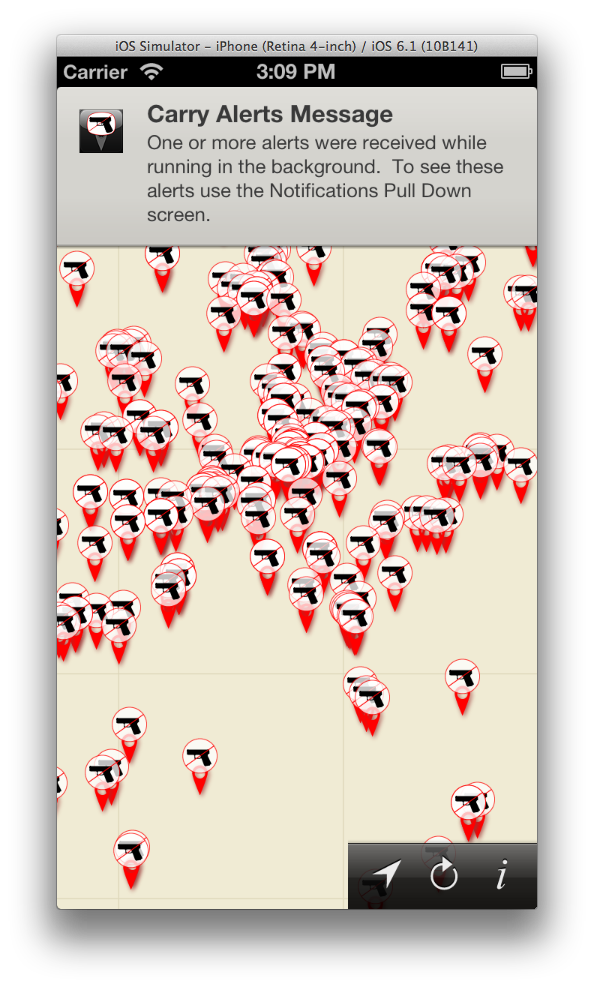 iOS Simulator – iPhone (Retina 4-inch) / iOS 6.1 (10B141)
Carrier 3:09 PM
Carry Alerts Message
One or more alerts were received while
running in the background.  To see these
alerts use the Notifications Pull Down
screen.
i